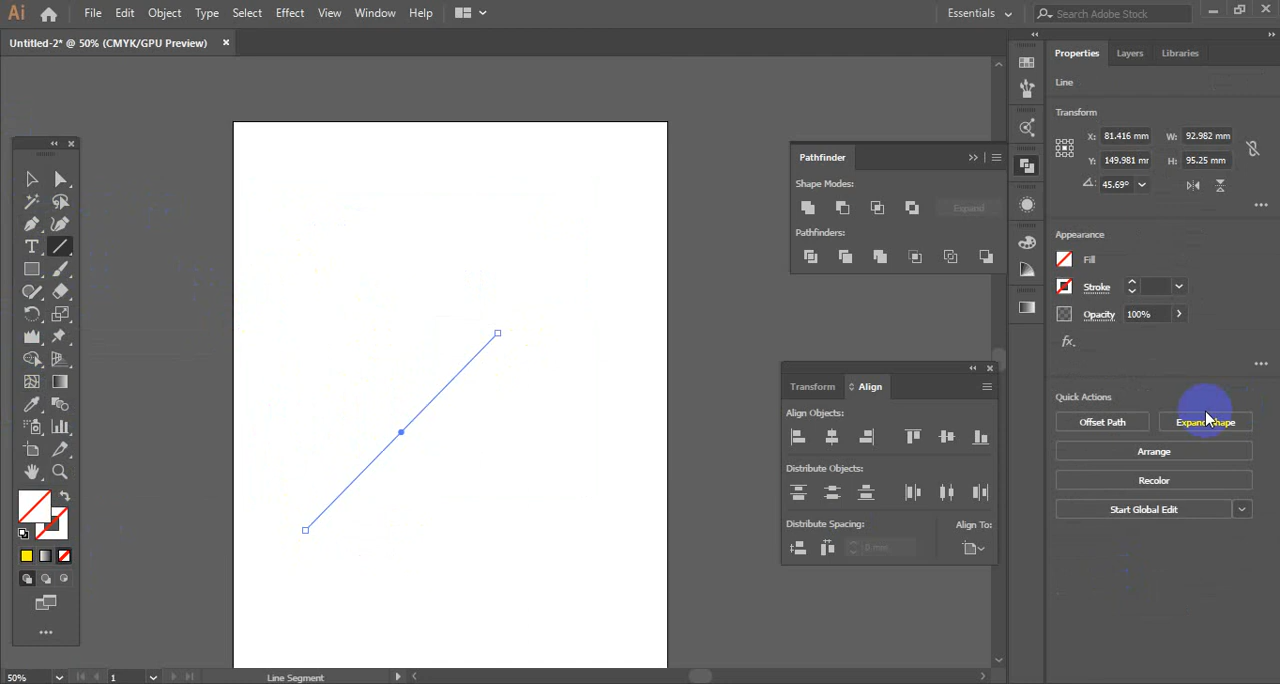 Ai File Edit Object Type Select Effect View Window Help Essentials Search Adobe Stock
Untitled-2* @ 50% (CMYK/GPU Preview) ×
Properties Layers Libraries
Line
Transform
X: 81.416 mm W: 92.982 mm
Y: 149.981 mr H: 95.25 mm
45.69°
Appearance
Fill
Stroke
Opacity 100%
fx.
Quick Actions
Offset Path Expand Shape
Arrange
Recolor
Start Global Edit
Pathfinder
Shape Modes:
Expand
Pathfinders:
Transform Align
Align Objects:
Distribute Objects:
Distribute Spacing: Align To:
0 mm
T
50% 1 Line Segment